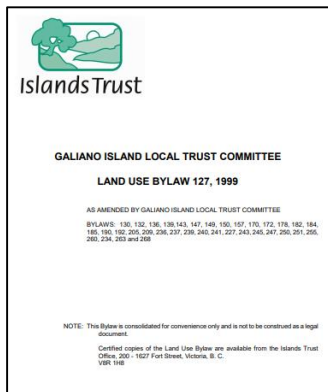 Islands Trust
GALIANO ISLAND LOCAL TRUST COMMITTEE
LAND USE BYLAW 127, 1999
AS AMENDED BY GALIANO ISLAND LOCAL TRUST COMMITTEE
BYLAWS: 130, 132, 136, 139,143, 147, 149, 150, 157, 170, 172, 178, 182, 184,
185, 190, 192, 205, 209, 236, 237, 239, 240, 241, 227, 243, 245, 247, 250, 251, 255,
260, 234, 263 and 268
NOTE: This Bylaw is consolidated for convenience only and is not to be construed as a legal
document.
Certified copies of the Land Use Bylaw are available from the Islands Trust
Office, 200 - 1627 Fort Street, Victoria, B. C.
V8R 1H8